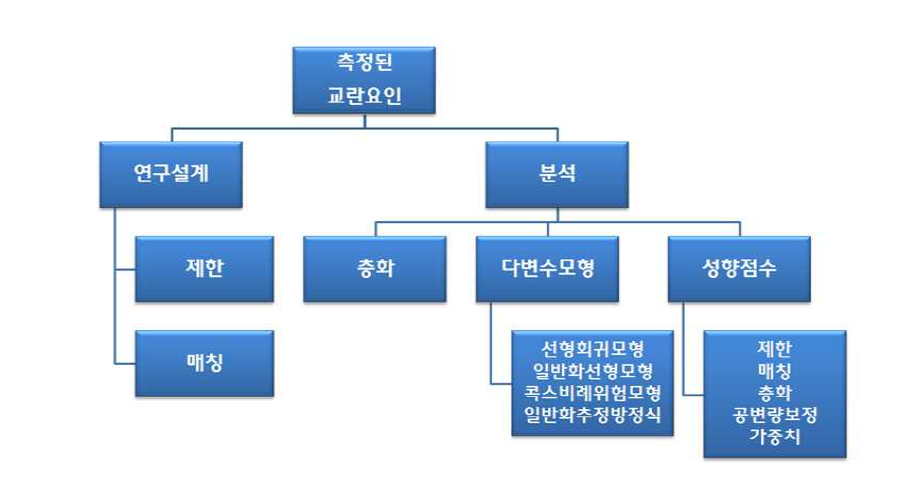 측정된
교란요인
연구설계
분석
제한
층화
다변수모형
성향점수
매칭
선형회귀모형
일반화선형모형
콕스비례위험모형
일반화추정방정식
제한
매칭
층화
공변량보정
가중치